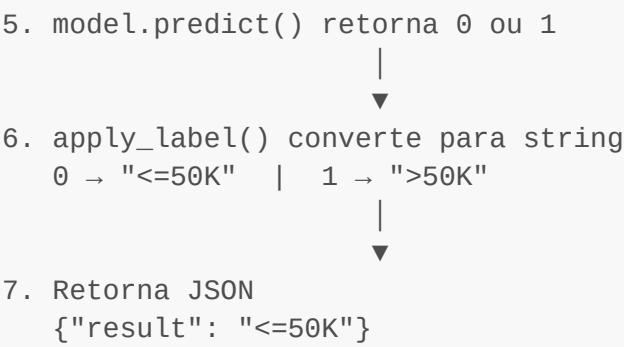 5. model.predict() retorna 0 ou 1
│
▼
6. apply_label() converte para string
0 → "<=50K" | 1 → ">50K"
│
▼
7. Retorna JSON
{"result": "<=50K"}